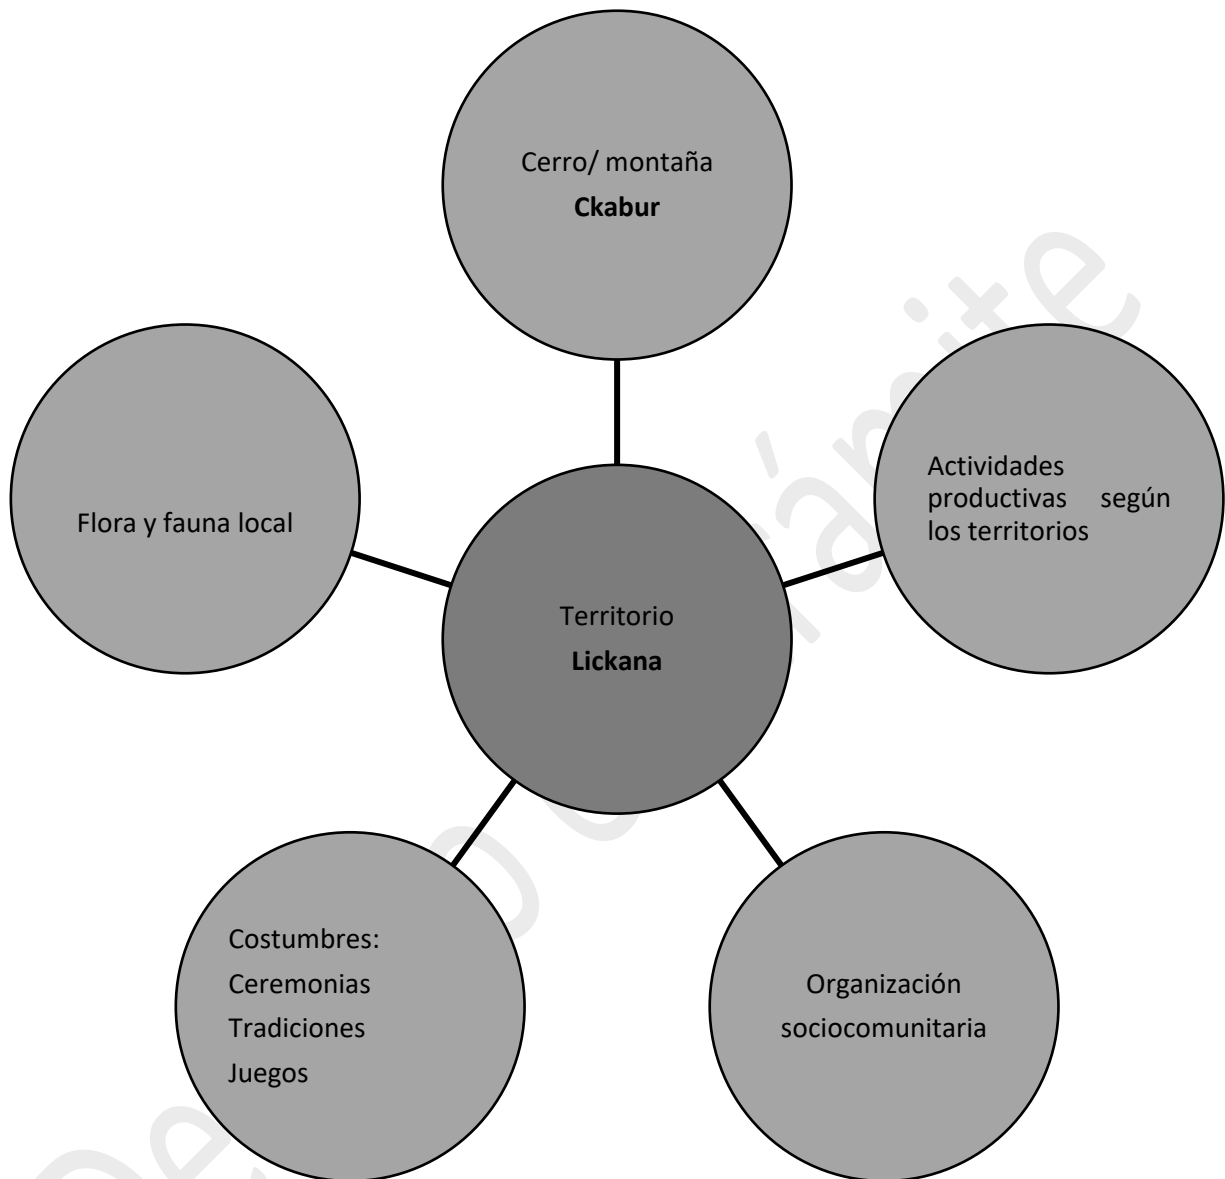 Cerro/ montaña
Ckabur
Actividades
productivas según
los territorios
Flora y fauna local
Territorio
Lickana
Costumbres:
Ceremonias
Tradiciones
Juegos
Organización
sociocomunitaria